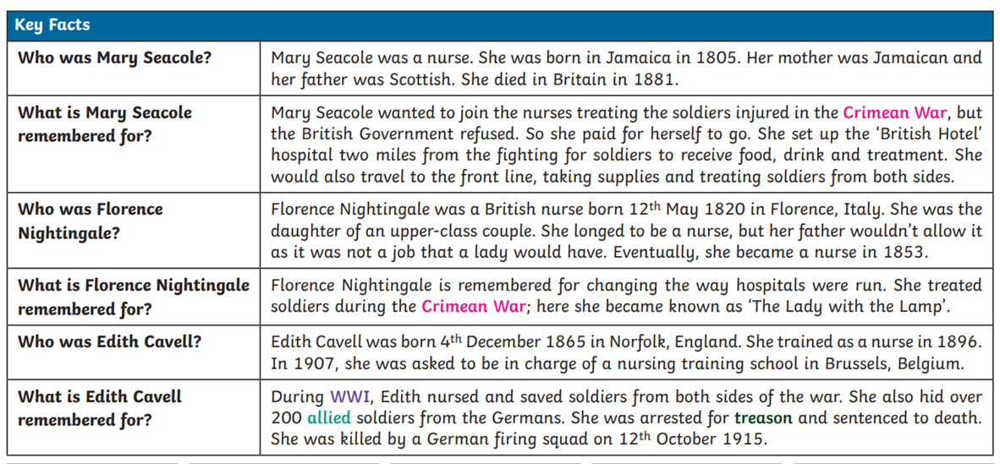 Key Facts
Who was Mary Seacole?
Mary Seacole was a nurse. She was born in Jamaica in 1805. Her mother was Jamaican and
her father was Scottish. She died in Britain in 1881.
What is Mary Seacole
remembered for?
Mary Seacole wanted to join the nurses treating the soldiers injured in the Crimean War, but
the British Government refused. So she paid for herself to go. She set up the ‘British Hotel’
hospital two miles from the fighting for soldiers to receive food, drink and treatment. She
would also travel to the front line, taking supplies and treating soldiers from both sides.
Who was Florence
Nightingale?
Florence Nightingale was a British nurse born 12th May 1820 in Florence, Italy. She was the
daughter of an upper-class couple. She longed to be a nurse, but her father wouldn’t allow it
as it was not a job that a lady would have. Eventually, she became a nurse in 1853.
What is Florence Nightingale
remembered for?
Florence Nightingale is remembered for changing the way hospitals were run. She treated
soldiers during the Crimean War; here she became known as ‘The Lady with the Lamp’.
Who was Edith Cavell?
Edith Cavell was born 4th December 1865 in Norfolk, England. She trained as a nurse in 1896.
In 1907, she was asked to be in charge of a nursing training school in Brussels, Belgium.
What is Edith Cavell
remembered for?
During WWI, Edith nursed and saved soldiers from both sides of the war. She also hid over
200 allied soldiers from the Germans. She was arrested for treason and sentenced to death.
She was killed by a German firing squad on 12th October 1915.